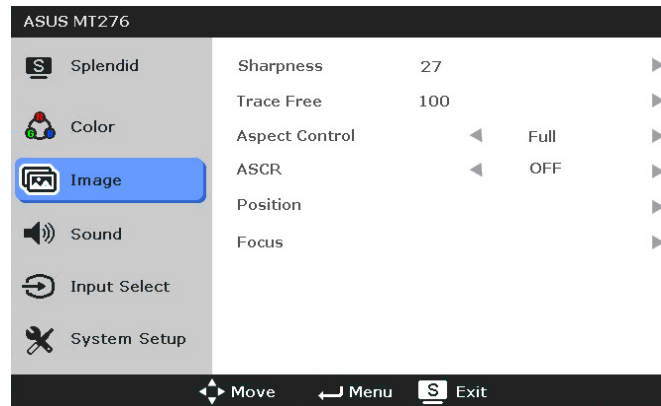 ASUS MT276
S Splendid
Color
Image
Sound
Input Select
System Setup
Sharpness 27
Trace Free 100
Aspect Control Full
ASCR OFF
Position
Focus
Move Menu S Exit